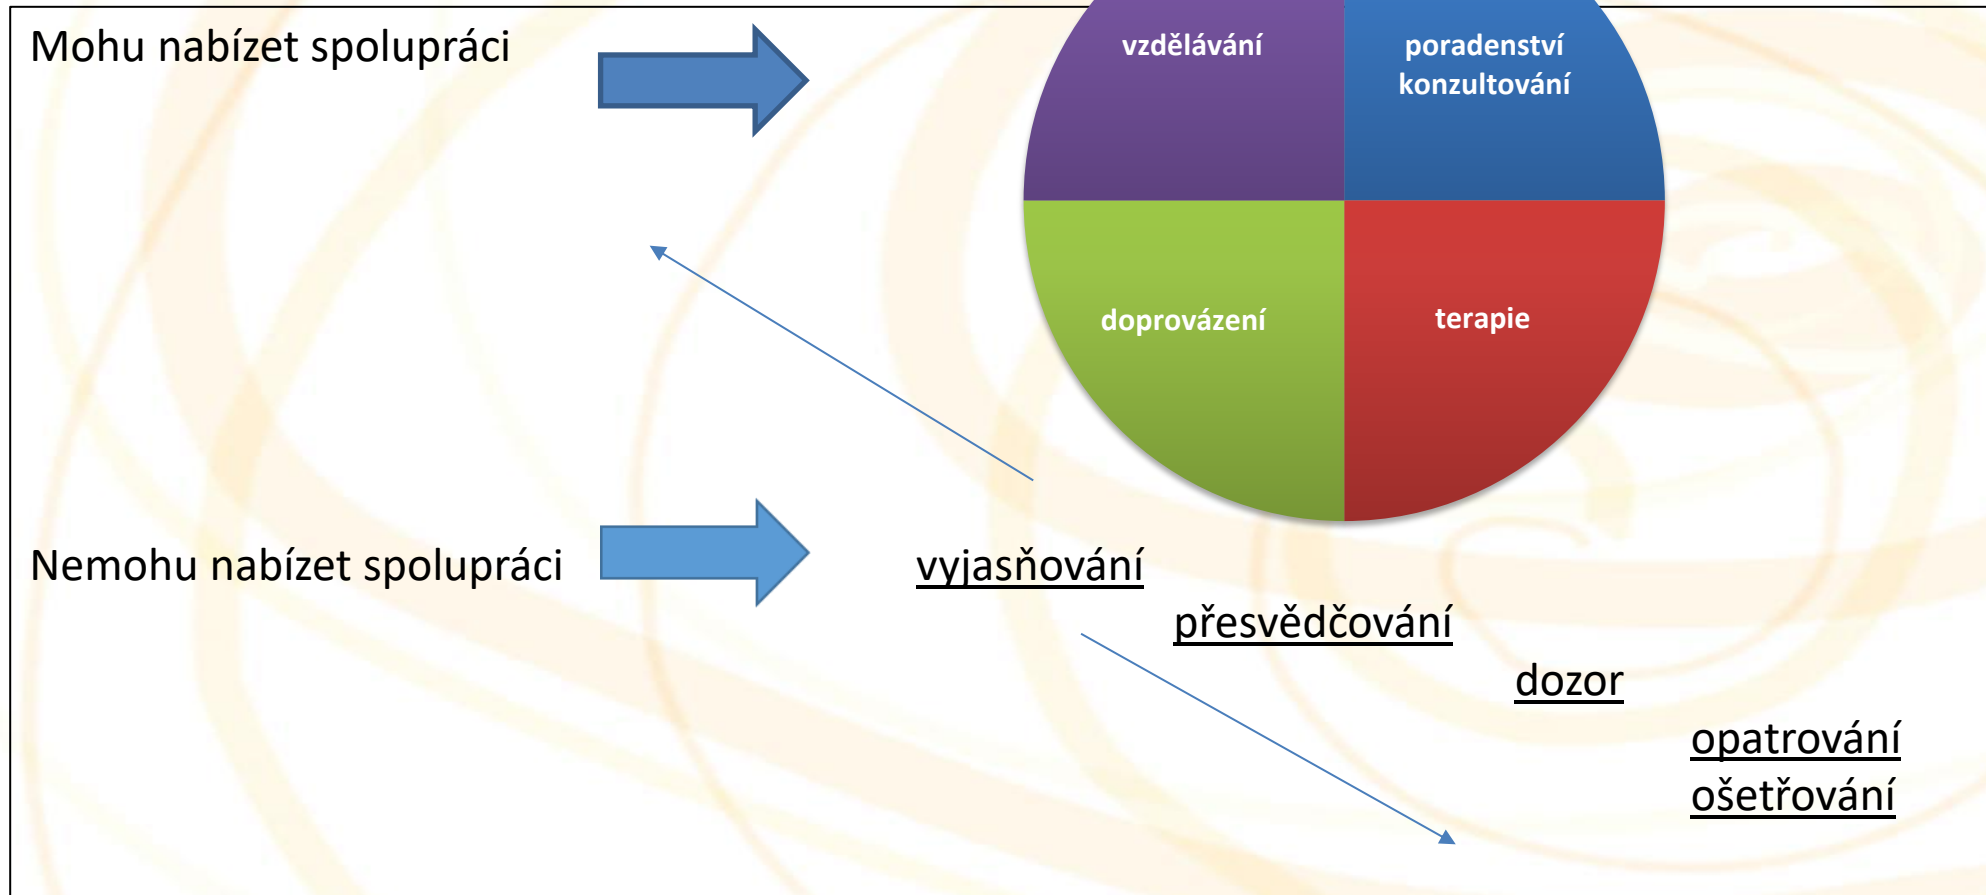 Mohu nabízet spolupráci
vzdělávání
poradenství
konzultování
doprovázení
terapie
Nemohu nabízet spolupráci
vyjasňování
přesvědčování
dozor
opatrování
ošetřování